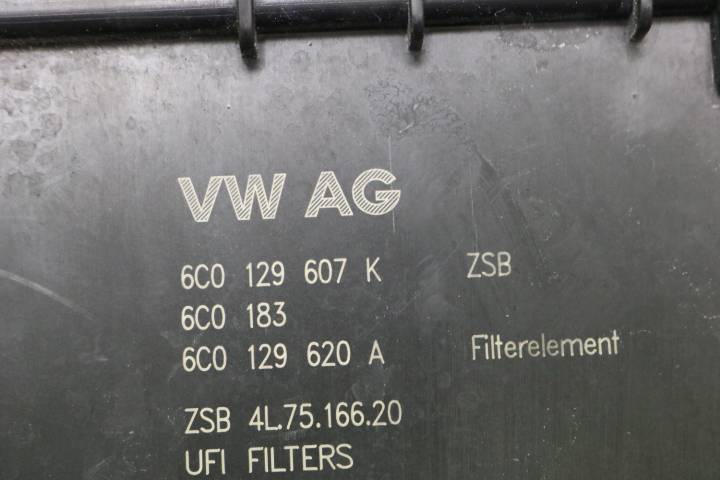 VW AG
6C0 129 607 K ZSB
6C0 183
6C0 129 620 A Filterelement
ZSB 4L.75.166.20
UFI FILTERS